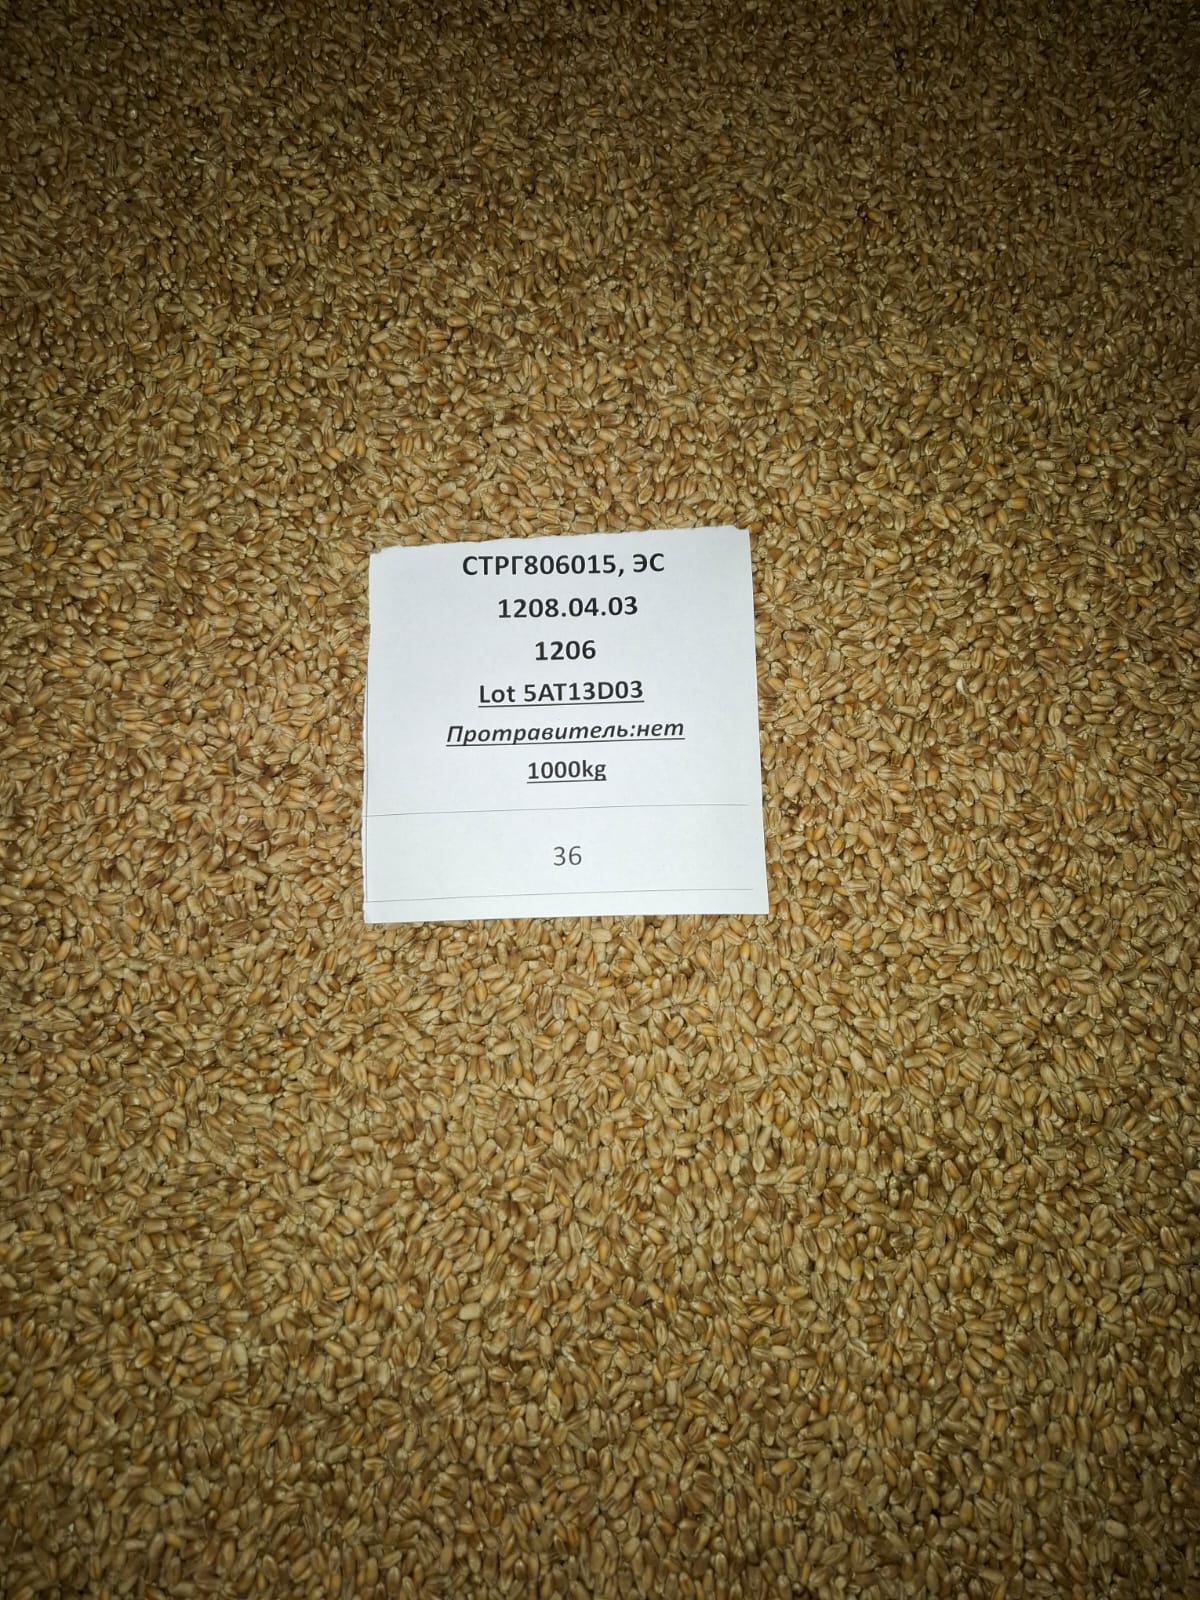 СТРГ806015, ЭС
1208.04.03
1206
Lot 5AT13D03
Протравитель:нет
1000kg
36